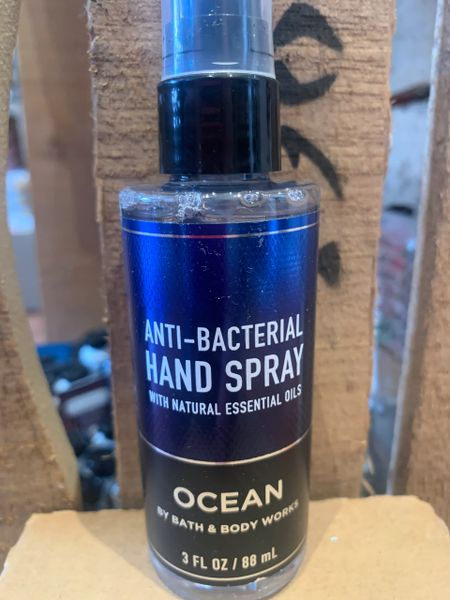 ANTI-BACTERIAL
HAND SPRAY
WITH NATURAL ESSENTIAL OILS
OCEAN
BY BATH & BODY WORKS
3 FL OZ / 88 mL